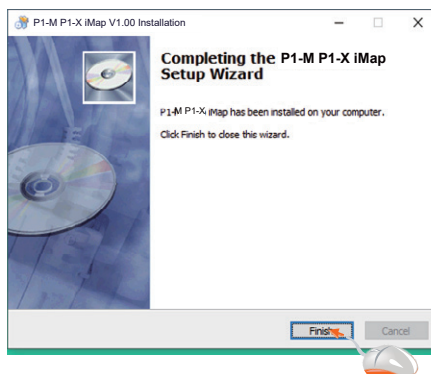 P1-M P1-X iMap V1.00 Installation
Completing the P1-M P1-X iMap
Setup Wizard
P1-M P1-X iMap has been installed on your computer.
Click Finish to close this wizard.
Finish
Cancel